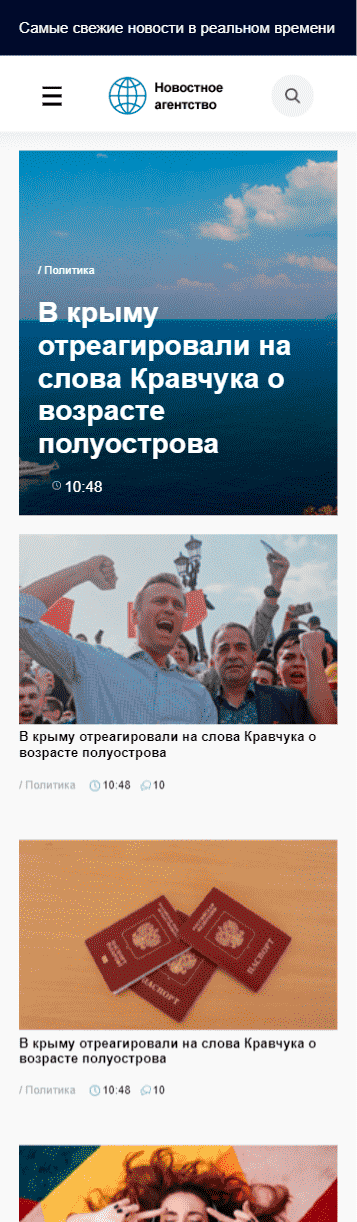 Самые свежие новости в реальном времени
☰
Новостное
агентство
/ Политика
В крыму
отреагировали на
слова Кравчука о
возрасте
полуострова
10:48
В крыму отреагировали на слова Кравчука о
возрасте полуострова
/ Политика 10:48 10
ПАСПОРТ
ПАСПОРТ
В крыму отреагировали на слова Кравчука о
возрасте полуострова
/ Политика 10:48 10